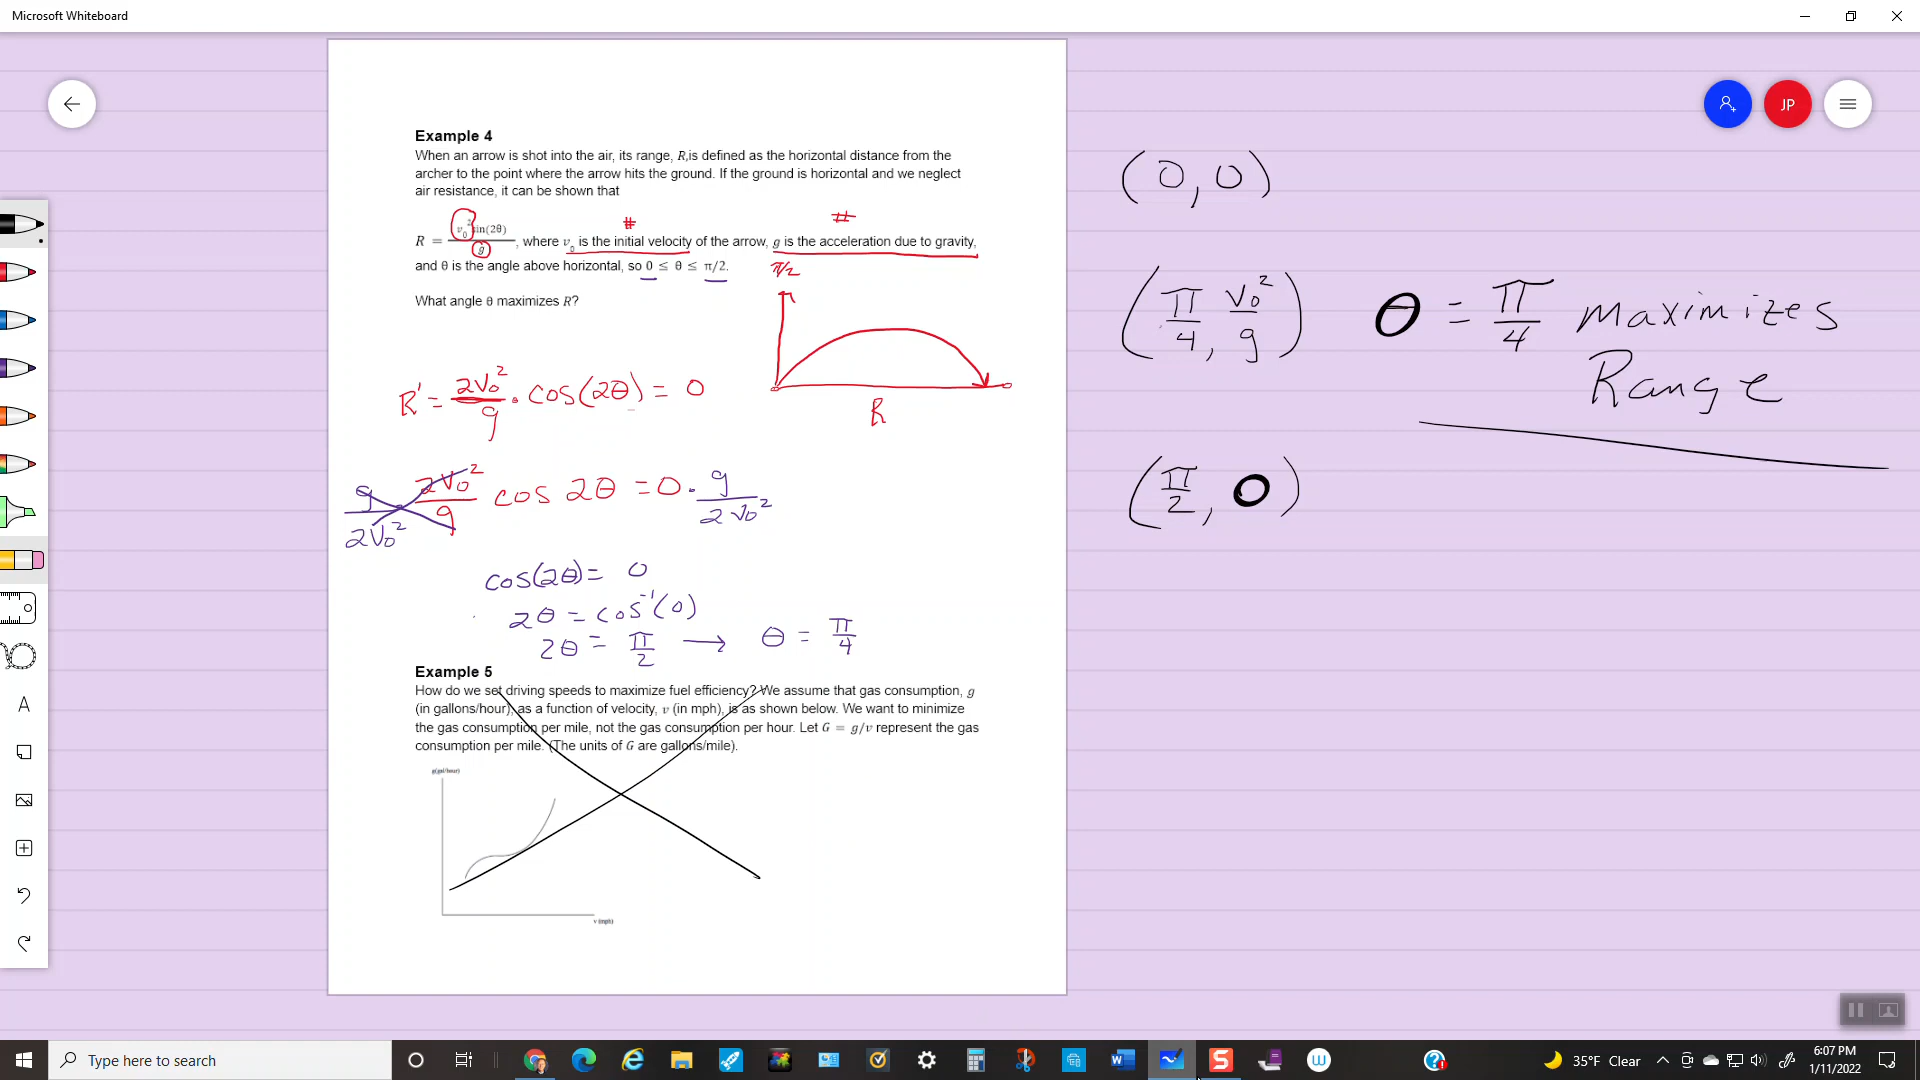 Microsoft Whiteboard
JP
Example 4
When an arrow is shot into the air, its range, R,is defined as the horizontal distance from the
archer to the point where the arrow hits the ground. If the ground is horizontal and we neglect
air resistance, it can be shown that
# #
R = v₀² sin(2θ) / g, where v₀ is the initial velocity of the arrow, g is the acceleration due to gravity,
and θ is the angle above horizontal, so 0 ≤ θ ≤ π/2.
π/2
What angle θ maximizes R?
R
R' = 2v₀²/g · cos(2θ) = 0
g/2v₀² 2v₀²/g cos 2θ = 0 · g/2v₀²
cos(2θ) = 0
2θ = cos⁻¹(0)
2θ = π/2 → θ = π/4
Example 5
How do we set driving speeds to maximize fuel efficiency? We assume that gas consumption, g
(in gallons/hour), as a function of velocity, v (in mph), is as shown below. We want to minimize
the gas consumption per mile, not the gas consumption per hour. Let G = g/v represent the gas
consumption per mile. (The units of G are gallons/mile).
g(gal/hour)
v (mph)
(0, 0)
(π/4, v₀²/g) θ = π/4 maximizes
Range
(π/2, 0)
A
Type here to search
35°F Clear
6:07 PM
1/11/2022